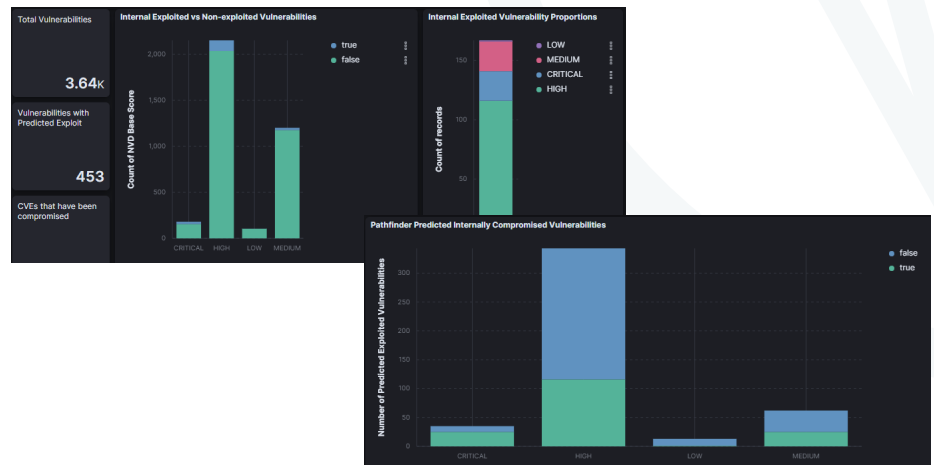 Total Vulnerabilities
3.64K
Vulnerabilities with
Predicted Exploit
453
CVEs that have been
compromised
Internal Exploited vs Non-exploited Vulnerabilities
Count of NVD Base Score
2,000
1,500
1,000
500
0
CRITICAL
HIGH
LOW
MEDIUM
true
false
Internal Exploited Vulnerability Proportions
Count of records
150
100
50
LOW
MEDIUM
CRITICAL
HIGH
Pathfinder Predicted Internally Compromised Vulnerabilities
Number of Predicted Exploited Vulnerabilities
300
250
200
150
100
50
0
CRITICAL
HIGH
LOW
MEDIUM
false
true